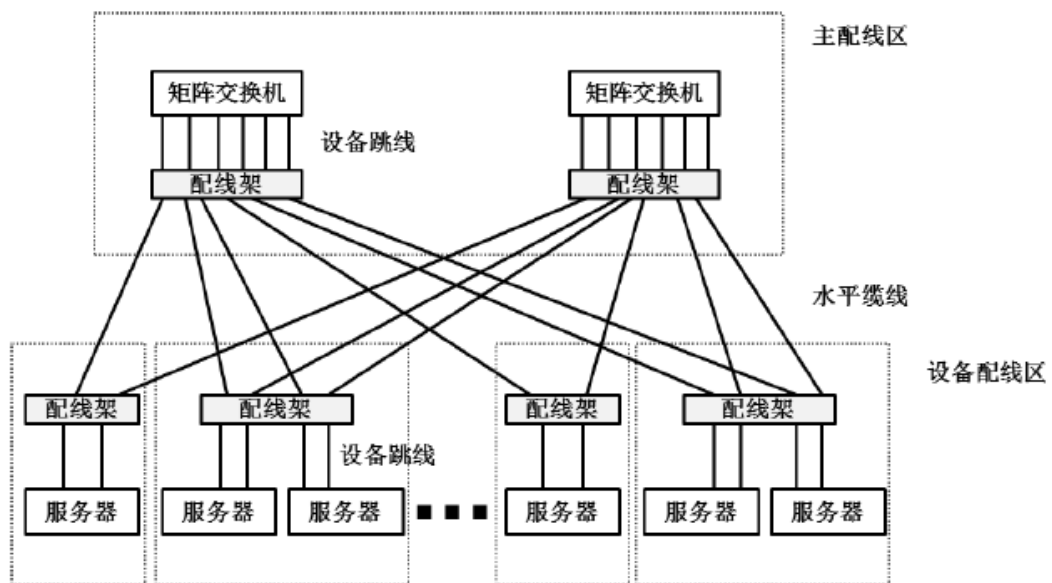 主配线区
矩阵交换机
矩阵交换机
设备跳线
配线架
配线架
水平缆线
设备配线区
配线架
配线架
配线架
配线架
设备跳线
服务器
服务器
服务器
服务器
服务器
服务器